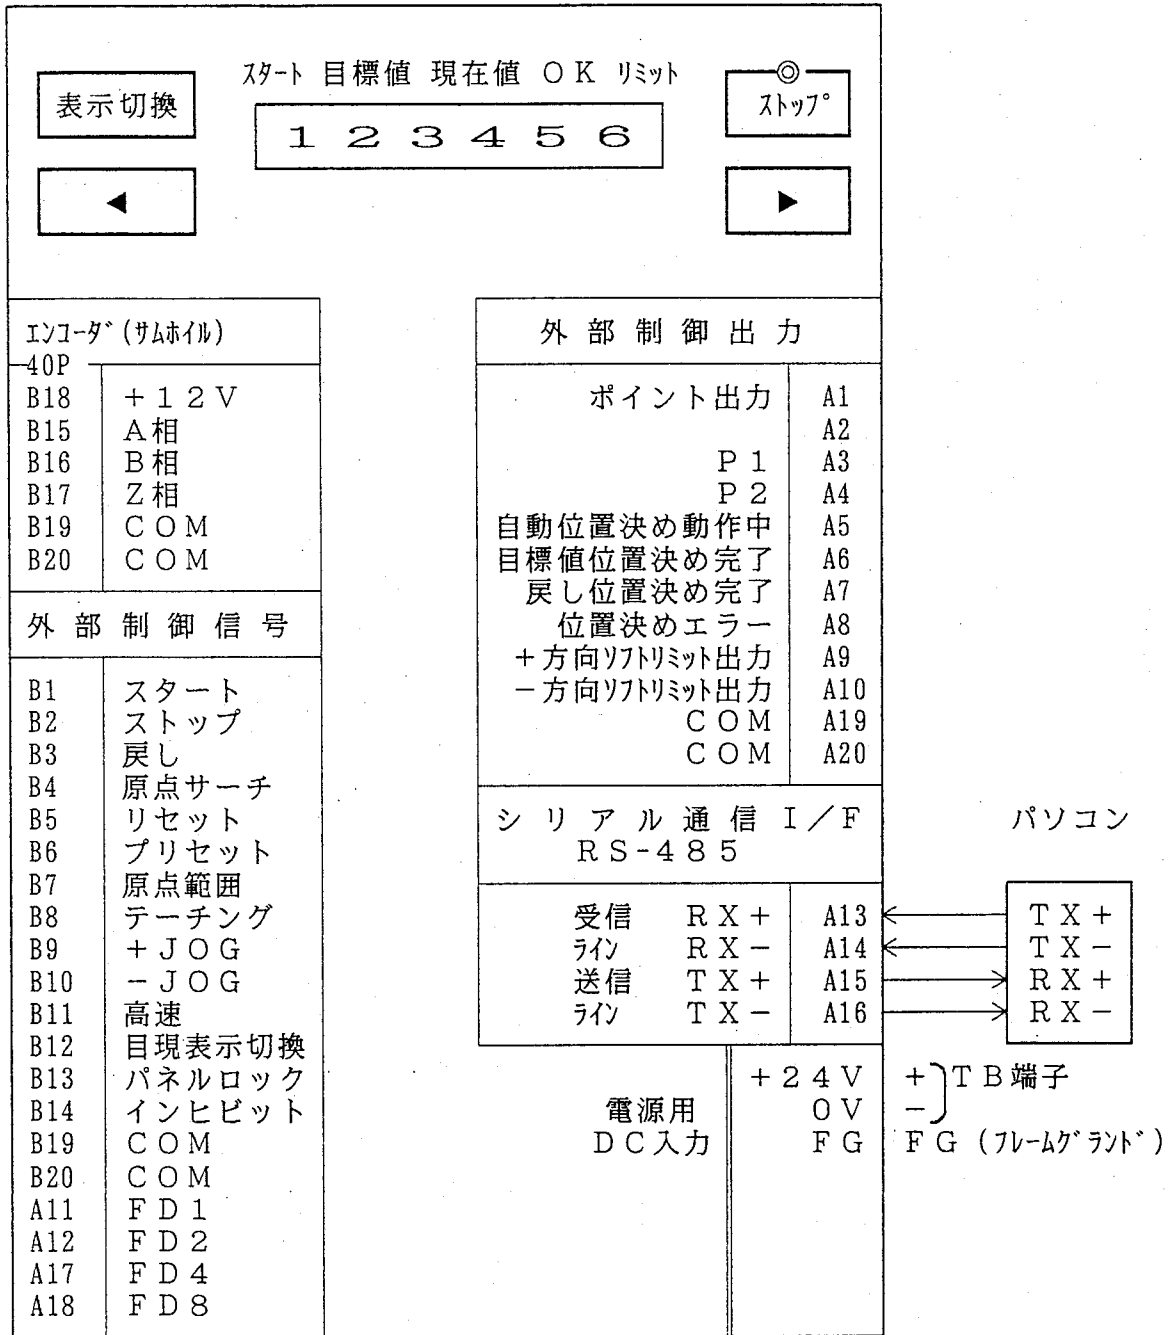 スタート 目標値 現在値 OK リミット
表示切換
ストップ
123456
◀
▶
エンコーダ(サムホイル)
40P
B18 +12V
B15 A相
B16 B相
B17 Z相
B19 COM
B20 COM
外部制御信号
B1 スタート
B2 ストップ
B3 戻し
B4 原点サーチ
B5 リセット
B6 プリセット
B7 原点範囲
B8 テーチング
B9 +JOG
B10 -JOG
B11 高速
B12 目現表示切換
B13 パネルロック
B14 インヒビット
B19 COM
B20 COM
A11 FD1
A12 FD2
A17 FD4
A18 FD8
外部制御出力
ポイント出力 A1
A2
P1 A3
P2 A4
自動位置決め動作中 A5
目標値位置決め完了 A6
戻し位置決め完了 A7
位置決めエラー A8
+方向ソフトリミット出力 A9
-方向ソフトリミット出力 A10
COM A19
COM A20
シリアル通信I/F
RS-485
パソコン
受信 RX+ A13 TX+
ライン RX- A14 TX-
送信 TX+ A15 RX+
ライン TX- A16 RX-
+24V + TB端子
電源用 0V -
DC入力 FG FG (フレームグランド)